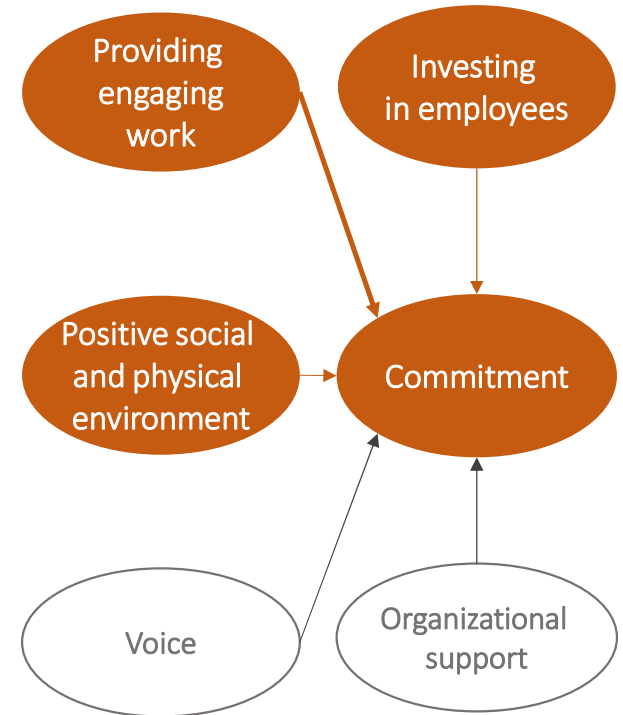 Providing
engaging
work
Investing
in employees
Positive social
and physical
environment
Commitment
Voice
Organizational
support